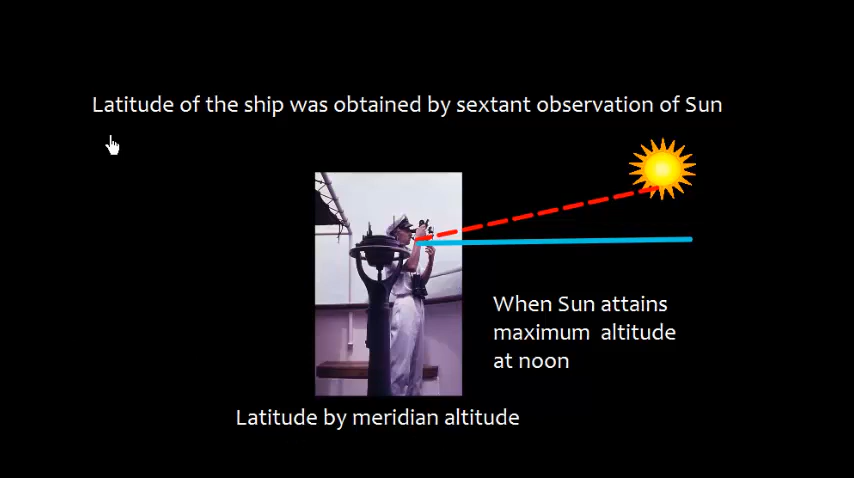 Latitude of the ship was obtained by sextant observation of Sun
When Sun attains
maximum altitude
at noon
Latitude by meridian altitude